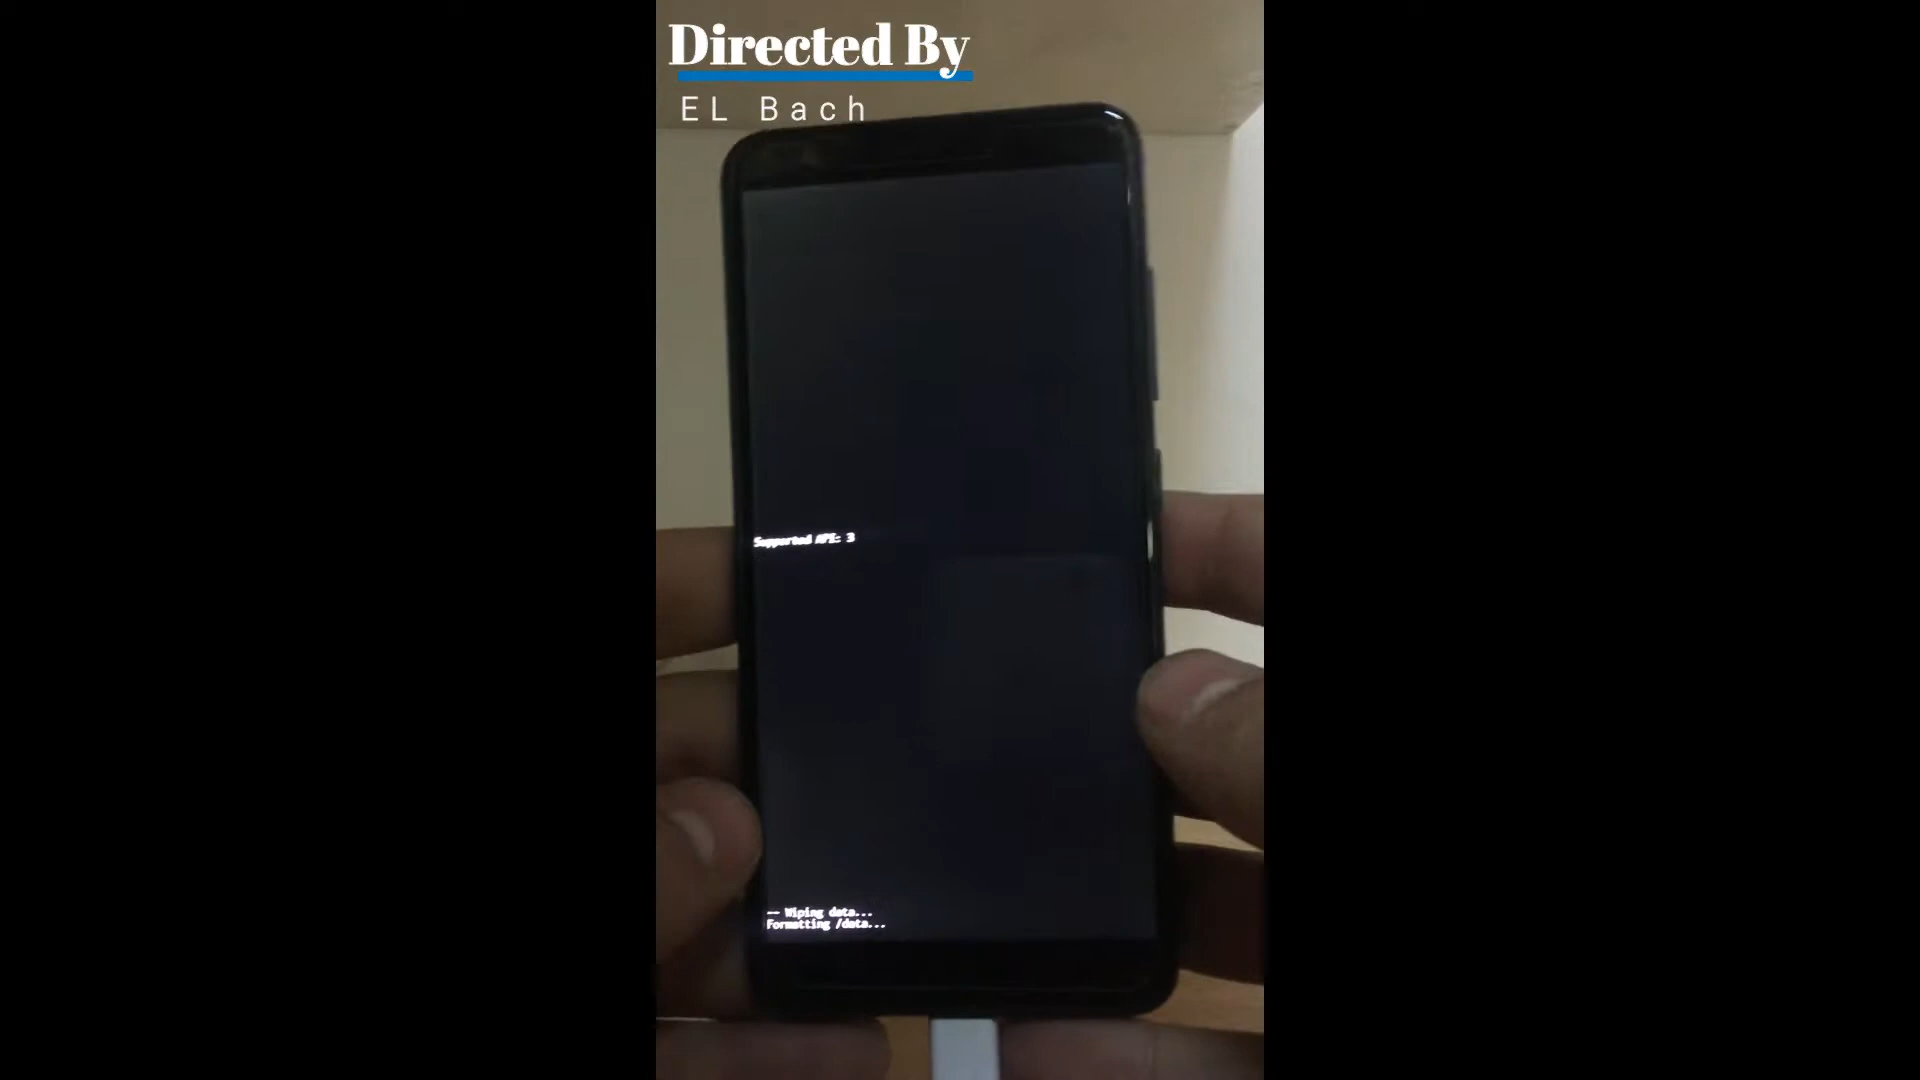 Directed By
EL Bach
Supported API: 3
-- Wiping data...
Formatting /data...